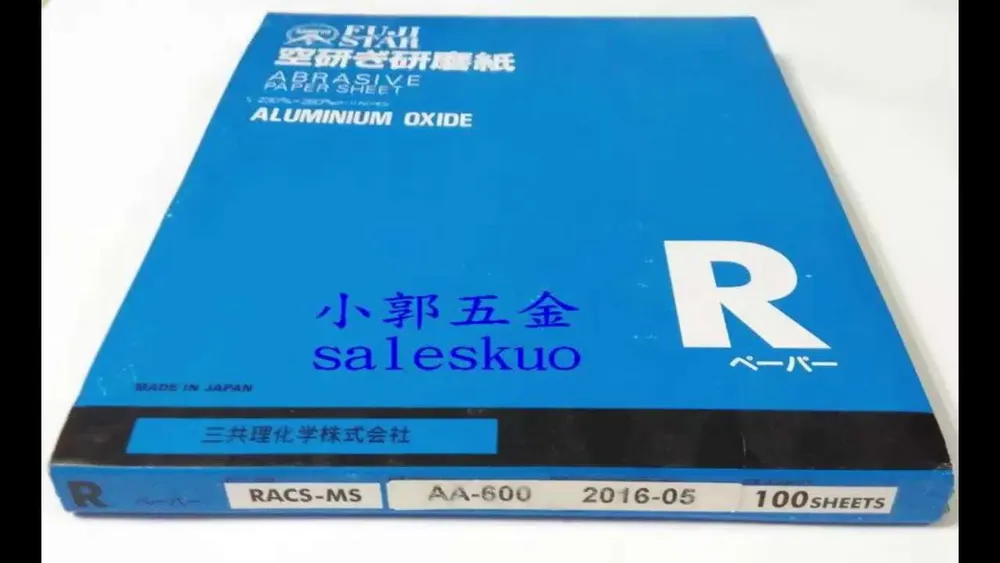 FUJI
STAR
空研ぎ研磨紙
ABRASIVE
PAPER SHEET
ALUMINIUM OXIDE
R
ペーパー
小郭五金
saleskuo
MADE IN JAPAN
三共理化学株式会社
R ペーパー RACS-MS AA-600 2016-05 100 SHEETS